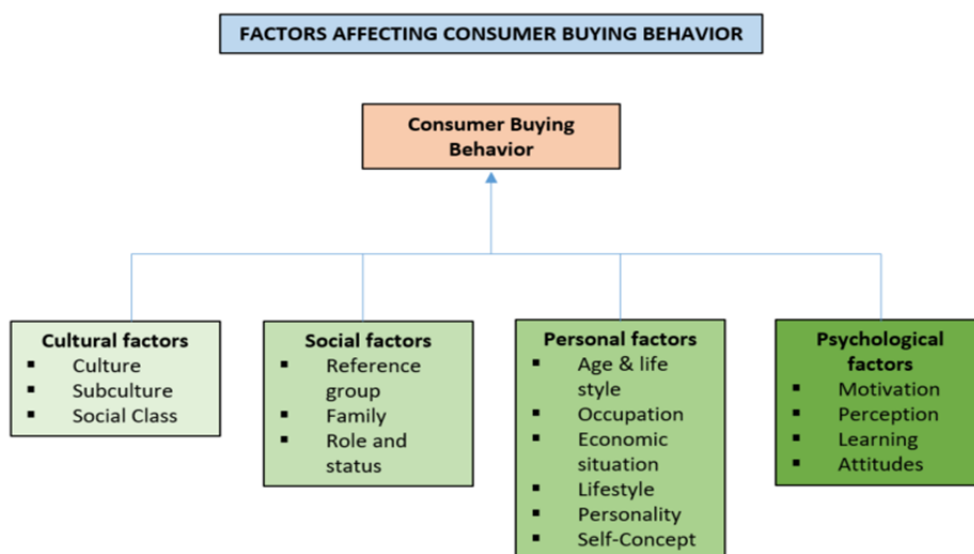 FACTORS AFFECTING CONSUMER BUYING BEHAVIOR
Consumer Buying
Behavior
Cultural factors
▪ Culture
▪ Subculture
▪ Social Class
Social factors
▪ Reference
group
▪ Family
▪ Role and
status
Personal factors
▪ Age & life
style
▪ Occupation
▪ Economic
situation
▪ Lifestyle
▪ Personality
▪ Self-Concept
Psychological
factors
▪ Motivation
▪ Perception
▪ Learning
▪ Attitudes